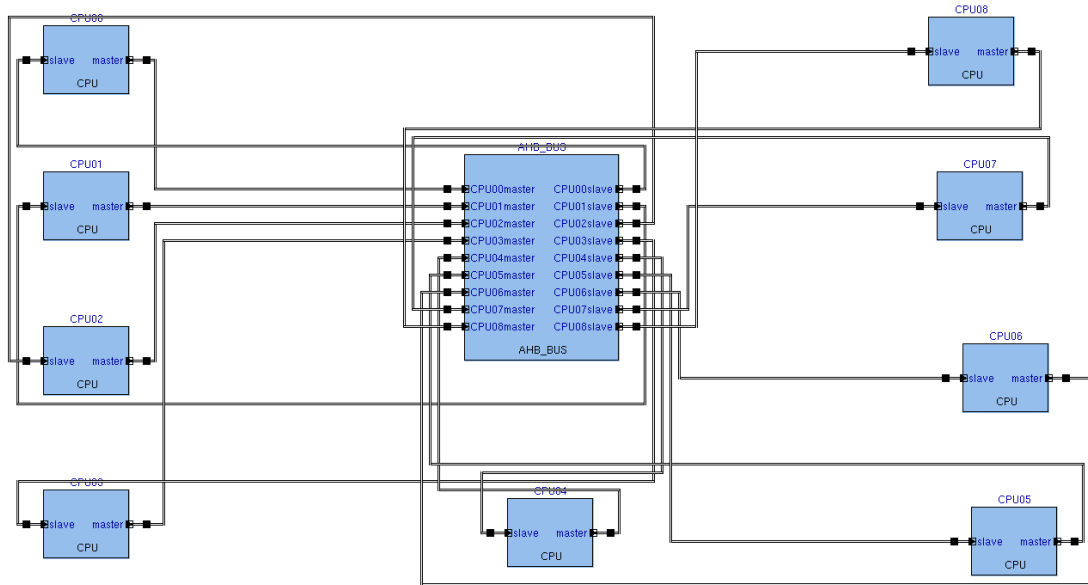 CPU00
slave master
CPU
CPU08
slave master
CPU
CPU01
slave master
CPU
AHB_BUS
CPU00master CPU00slave
CPU01master CPU01slave
CPU02master CPU02slave
CPU03master CPU03slave
CPU04master CPU04slave
CPU05master CPU05slave
CPU06master CPU06slave
CPU07master CPU07slave
CPU08master CPU08slave
AHB_BUS
CPU07
slave master
CPU
CPU02
slave master
CPU
CPU06
slave master
CPU
CPU03
slave master
CPU
CPU04
slave master
CPU
CPU05
slave master
CPU